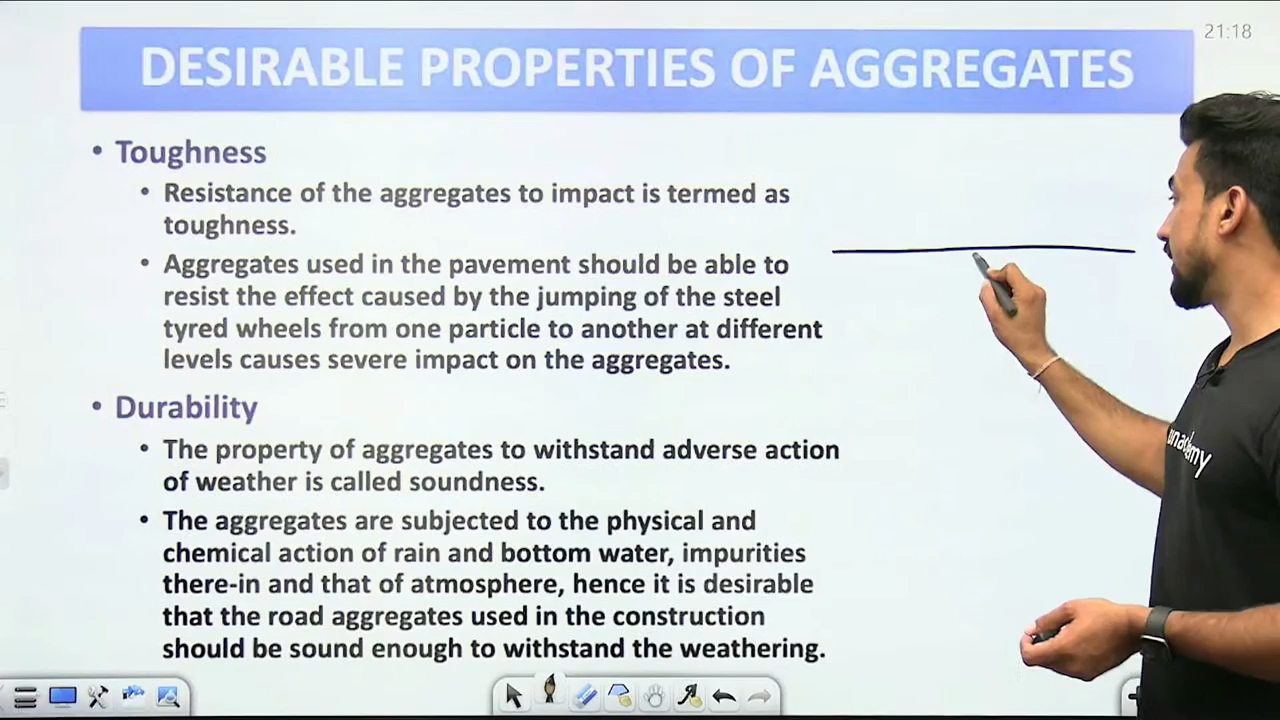 21:18
DESIRABLE PROPERTIES OF AGGREGATES
• Toughness
• Resistance of the aggregates to impact is termed as
toughness.
• Aggregates used in the pavement should be able to
resist the effect caused by the jumping of the steel
tyred wheels from one particle to another at different
levels causes severe impact on the aggregates.
• Durability
• The property of aggregates to withstand adverse action
of weather is called soundness.
• The aggregates are subjected to the physical and
chemical action of rain and bottom water, impurities
there-in and that of atmosphere, hence it is desirable
that the road aggregates used in the construction
should be sound enough to withstand the weathering.